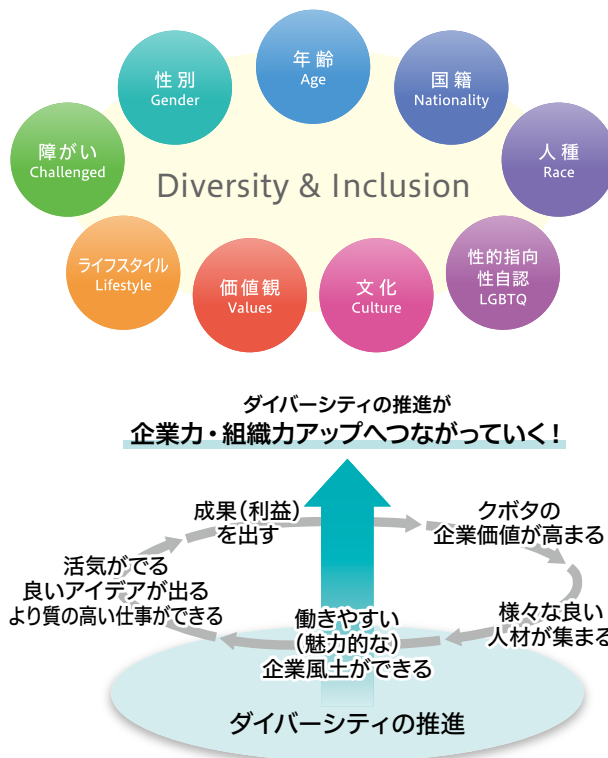 年齢
Age
性別
Gender
国籍
Nationality
障がい
Challenged
人種
Race
Diversity & Inclusion
ライフスタイル
Lifestyle
価値観
Values
文化
Culture
性的指向
性自認
LGBTQ
ダイバーシティの推進が
企業力・組織力アップへつながっていく！
成果（利益）
を出す
クボタの
企業価値が高まる
活気がでる
良いアイデアが出る
より質の高い仕事ができる
働きやすい
（魅力的な）
企業風土ができる
様々な良い
人材が集まる
ダイバーシティの推進